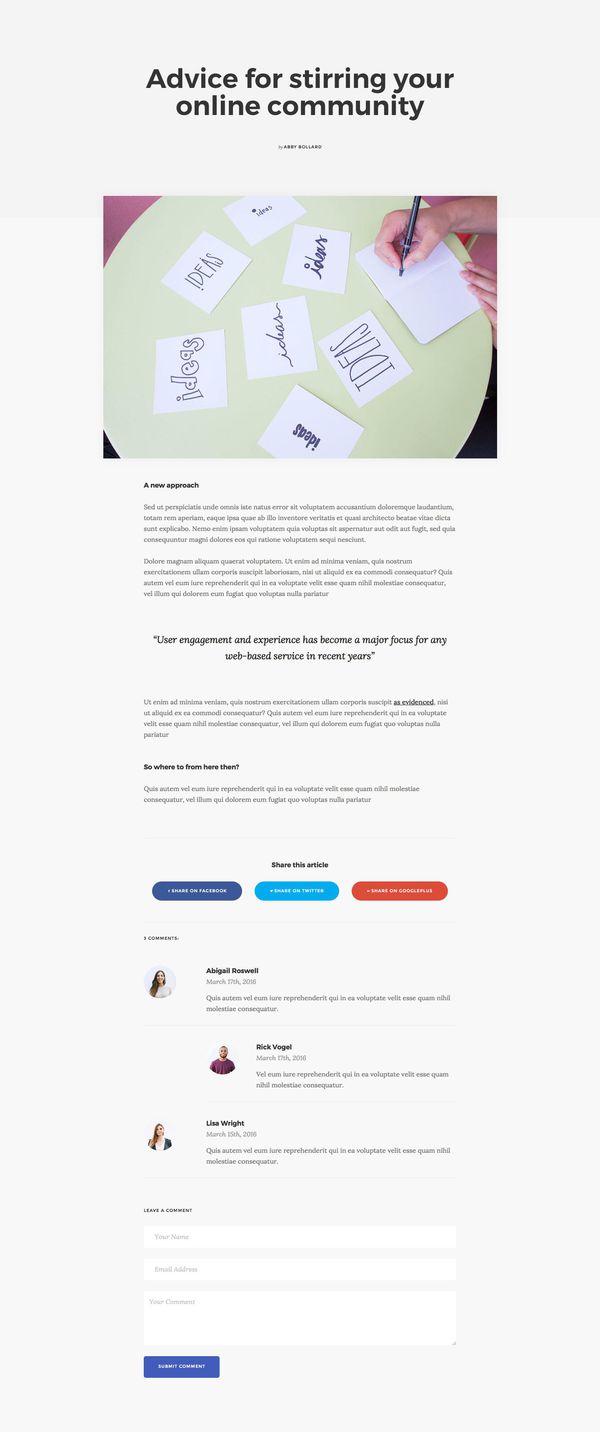 Advice for stirring your
online community
by ABBY BOLLARD
ideas
IDEAS
ideas
ideas
ideas
IDEAS
ideas
A new approach
Sed ut perspiciatis unde omnis iste natus error sit voluptatem accusantium doloremque laudantium,
totam rem aperiam, eaque ipsa quae ab illo inventore veritatis et quasi architecto beatae vitae dicta
sunt explicabo. Nemo enim ipsam voluptatem quia voluptas sit aspernatur aut odit aut fugit, sed quia
consequuntur magni dolores eos qui ratione voluptatem sequi nesciunt.
Dolore magnam aliquam quaerat voluptatem. Ut enim ad minima veniam, quis nostrum
exercitationem ullam corporis suscipit laboriosam, nisi ut aliquid ex ea commodi consequatur? Quis
autem vel eum iure reprehenderit qui in ea voluptate velit esse quam nihil molestiae consequatur,
vel illum qui dolorem eum fugiat quo voluptas nulla pariatur
“User engagement and experience has become a major focus for any
web-based service in recent years”
Ut enim ad minima veniam, quis nostrum exercitationem ullam corporis suscipit as evidenced, nisi
ut aliquid ex ea commodi consequatur? Quis autem vel eum iure reprehenderit qui in ea voluptate
velit esse quam nihil molestiae consequatur, vel illum qui dolorem eum fugiat quo voluptas nulla
pariatur
So where to from here then?
Quis autem vel eum iure reprehenderit qui in ea voluptate velit esse quam nihil molestiae
consequatur, vel illum qui dolorem eum fugiat quo voluptas nulla pariatur
Share this article
SHARE ON FACEBOOK
SHARE ON TWITTER
SHARE ON GOOGLEPLUS
3 COMMENTS:
Abigail Roswell
March 17th, 2016
Quis autem vel eum iure reprehenderit qui in ea voluptate velit esse quam nihil
molestiae consequatur.
Rick Vogel
March 17th, 2016
Vel eum iure reprehenderit qui in ea voluptate velit esse quam
nihil molestiae consequatur.
Lisa Wright
March 15th, 2016
Quis autem vel eum iure reprehenderit qui in ea voluptate velit esse quam nihil
molestiae consequatur.
LEAVE A COMMENT
Your Name
Email Address
Your Comment
SUBMIT COMMENT